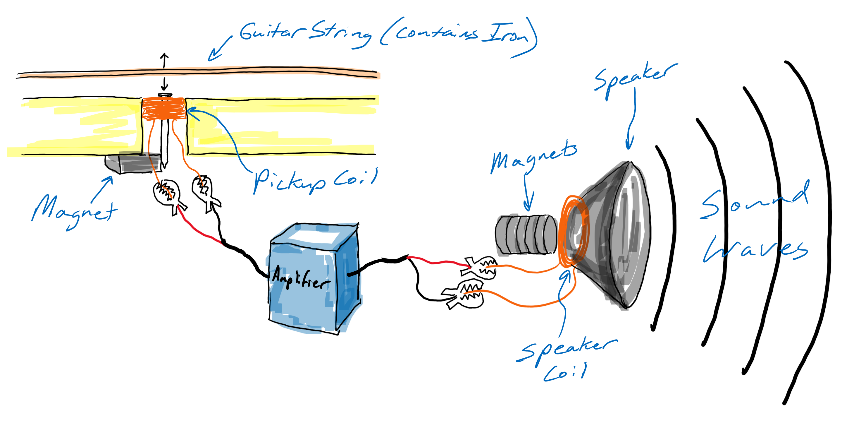 Guitar String (Contains Iron)
Speaker
Magnets
Pickup Coil
Magnet
Sound
Waves
Amplifier
Speaker
Coil